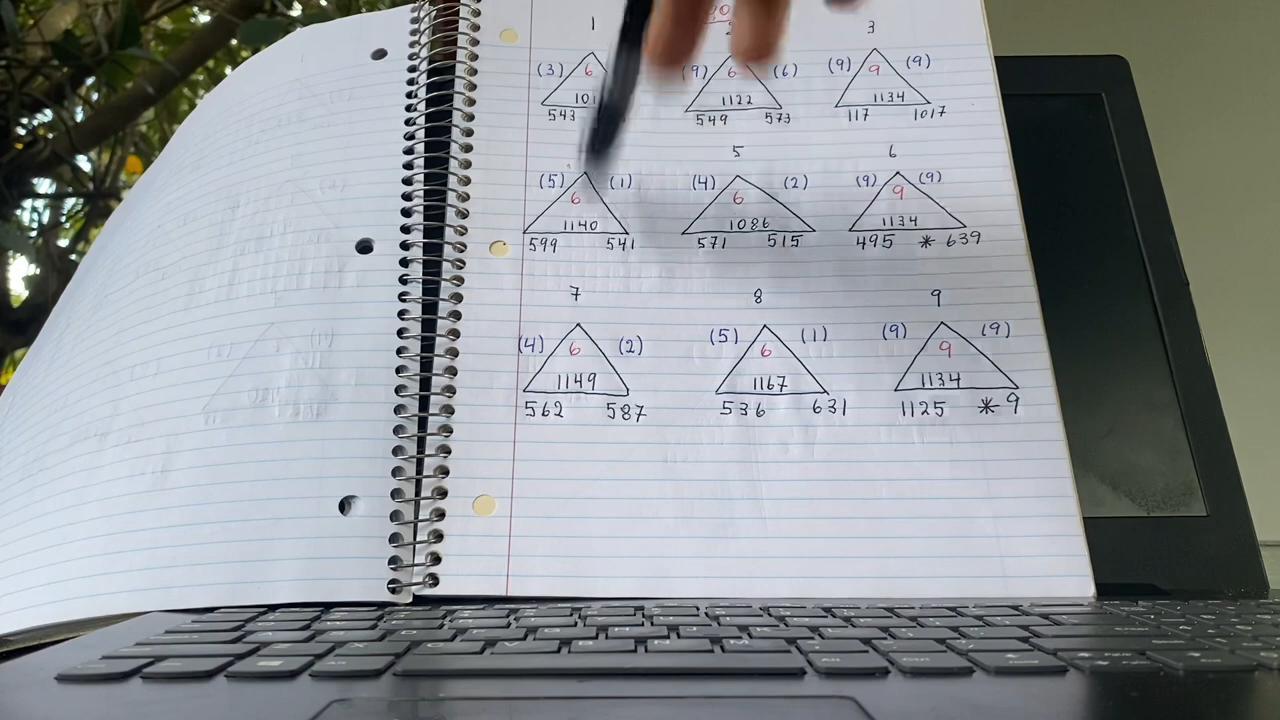 1 3
(3) 6 (9) 6 (6) (9) 9 (9)
1122 1134
543 549 573 117 1017
5 6
(5) 6 (1) (4) 6 (2) (9) 9 (9)
1140 1086 1134
599 541 571 515 495 * 639
7 8 9
(4) 6 (2) (5) 6 (1) (9) 9 (9)
1149 1167 1134
562 587 536 631 1125 * 9